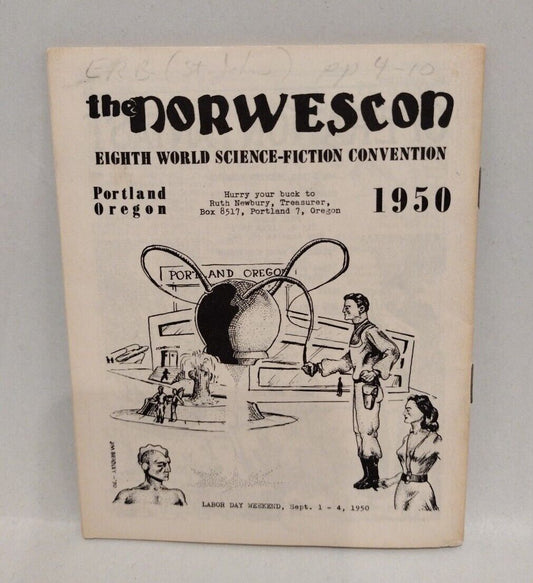 ERB (St. John) pp 4-10
the NORWESCON
EIGHTH WORLD SCIENCE-FICTION CONVENTION
Portland
Oregon
Hurry your buck to
Ruth Newbury, Treasurer,
Box 8517, Portland 7, Oregon
1950
PORTLAND OREGON
LABOR DAY WEEKEND, Sept. 1 - 4, 1950